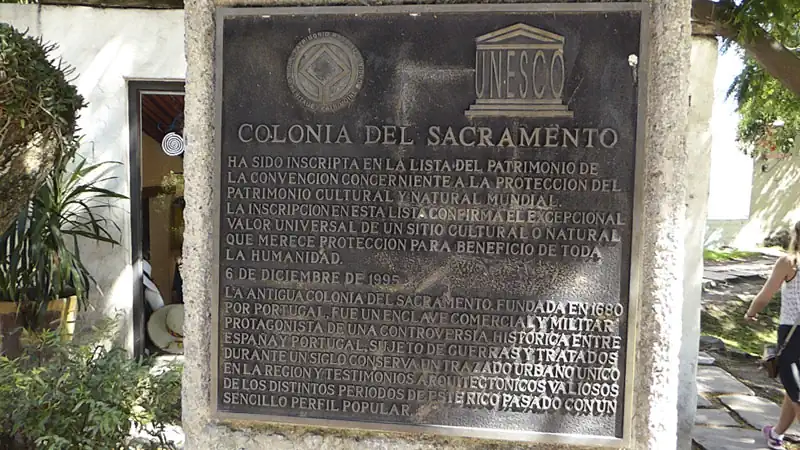 UNESCO
COLONIA DEL SACRAMENTO
HA SIDO INSCRIPTA EN LA LISTA DEL PATRIMONIO DE
LA CONVENCION CONCERNIENTE A LA PROTECCION DEL
PATRIMONIO CULTURAL Y NATURAL MUNDIAL.
LA INSCRIPCION EN ESTA LISTA CONFIRMA EL EXCEPCIONAL
VALOR UNIVERSAL DE UN SITIO CULTURAL O NATURAL
QUE MERECE PROTECCION PARA BENEFICIO DE TODA
LA HUMANIDAD.
6 DE DICIEMBRE DE 1995
LA ANTIGUA COLONIA DEL SACRAMENTO, FUNDADA EN 1680
POR PORTUGAL, FUE UN ENCLAVE COMERCIAL Y MILITAR
PROTAGONISTA DE UNA CONTROVERSIA HISTORICA ENTRE
ESPAÑA Y PORTUGAL, SUJETO DE GUERRAS Y TRATADOS
DURANTE UN SIGLO CONSERVA UN TRAZADO URBANO UNICO
EN LA REGION Y TESTIMONIOS ARQUITECTONICOS VALIOSOS
DE LOS DISTINTOS PERIODOS DE ESTE RICO PASADO CON UN
SENCILLO PERFIL POPULAR.